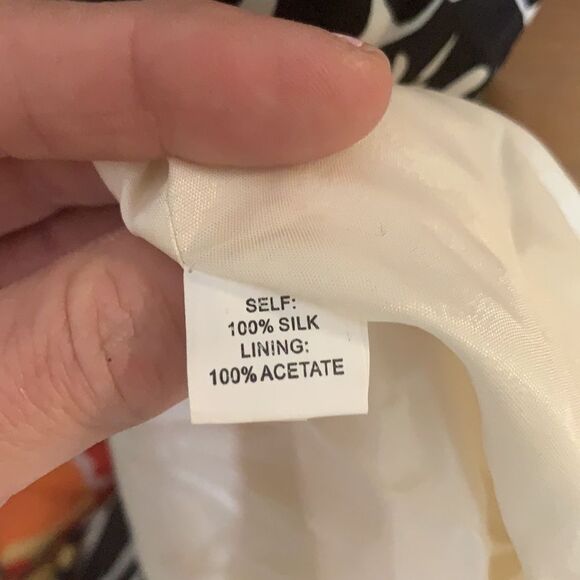 SELF:
100% SILK
LINING:
100% ACETATE